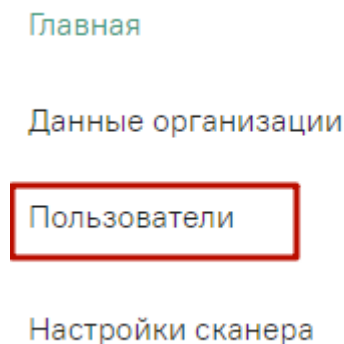 Главная
Данные организации
Пользователи
Настройки сканера